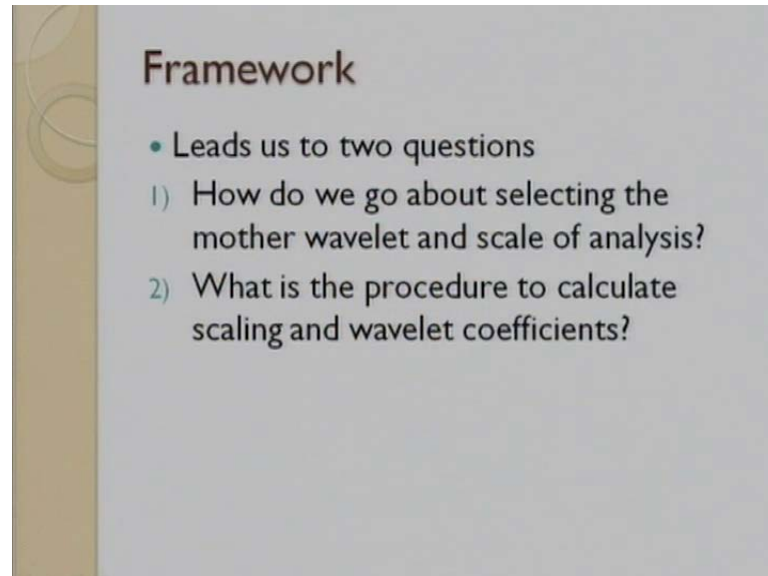 Framework
• Leads us to two questions
1) How do we go about selecting the
mother wavelet and scale of analysis?
2) What is the procedure to calculate
scaling and wavelet coefficients?